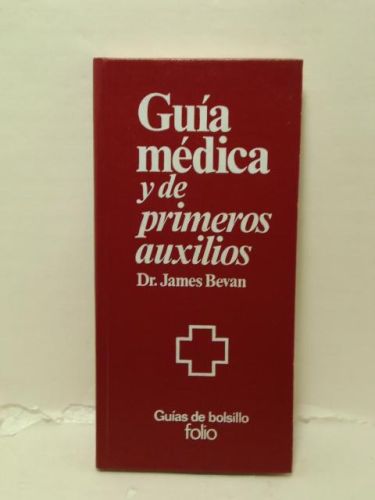 Guía
médica
y de
primeros
auxilios
Dr. James Bevan
Guías de bolsillo
folio